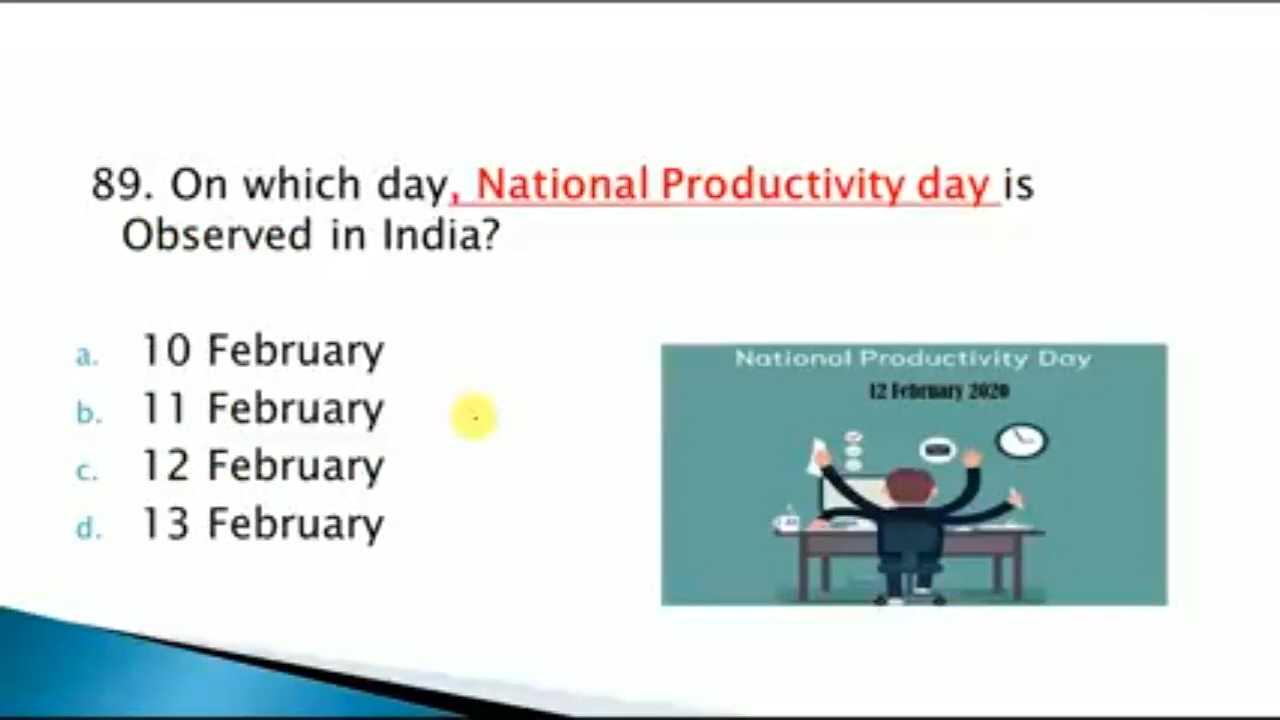 89. On which day, National Productivity day is
Observed in India?
a. 10 February
b. 11 February
c. 12 February
d. 13 February
National Productivity Day
12 February 2020